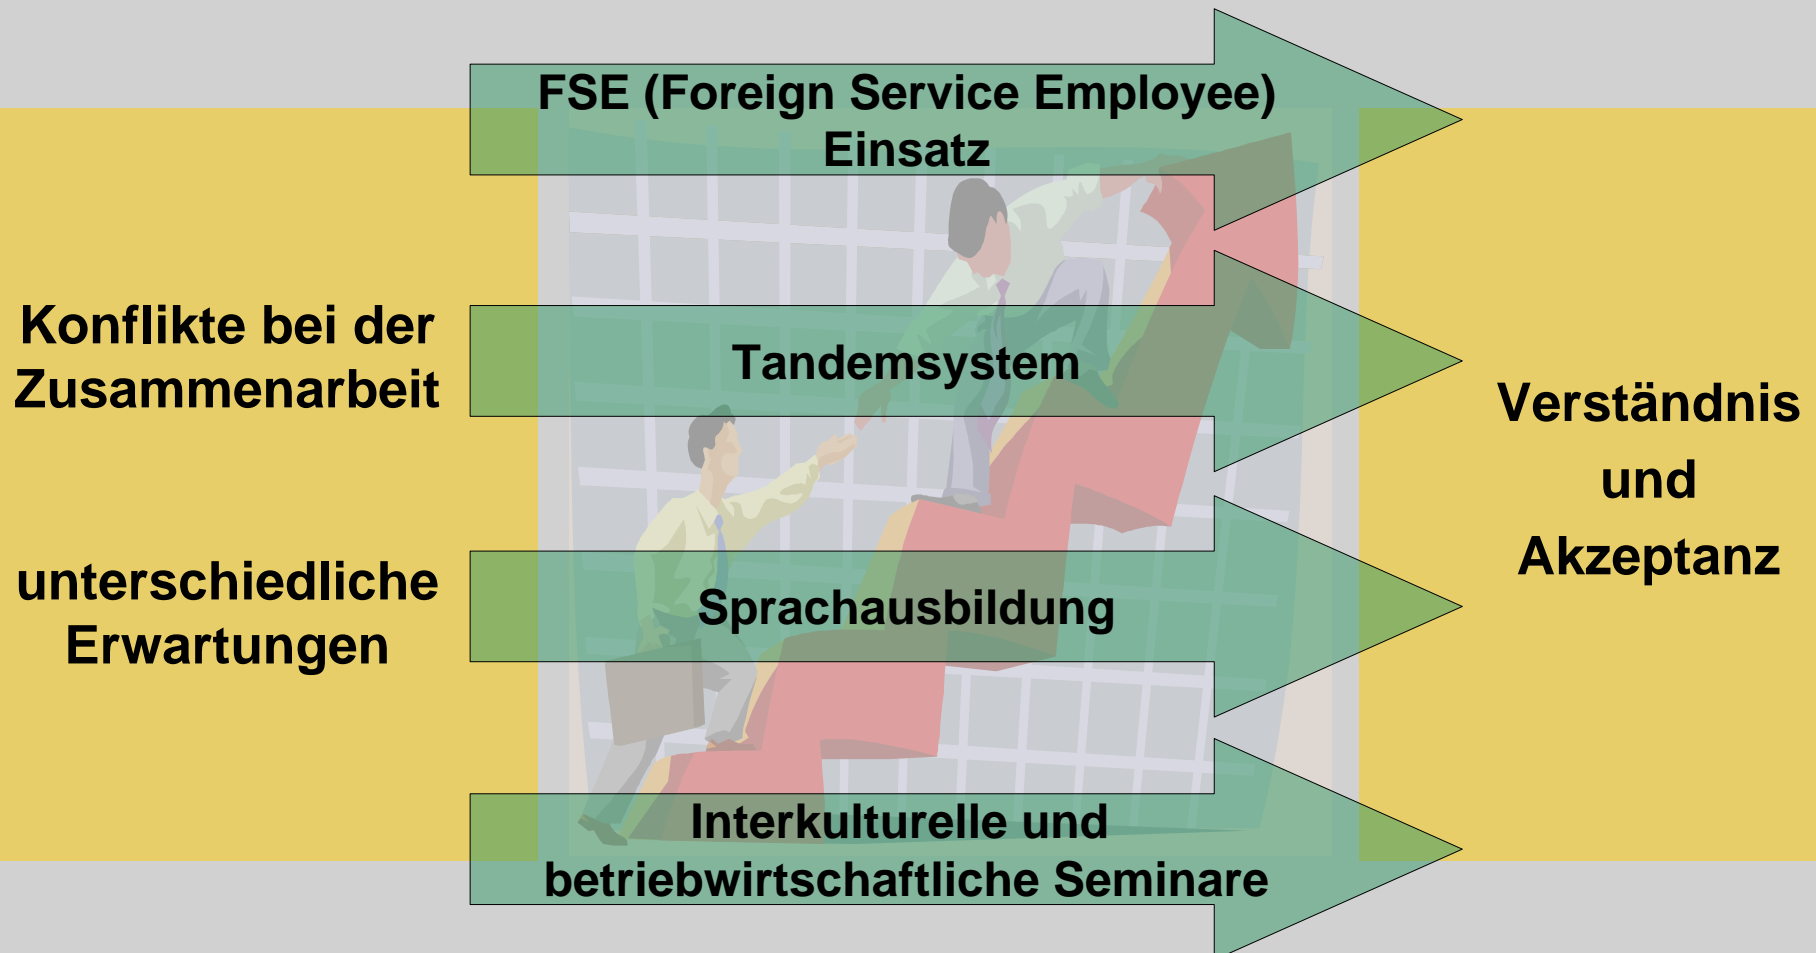 Konflikte bei der
Zusammenarbeit
unterschiedliche
Erwartungen
FSE (Foreign Service Employee)
Einsatz
Tandemsystem
Sprachausbildung
Interkulturelle und
betriebwirtschaftliche Seminare
Verständnis
und
Akzeptanz